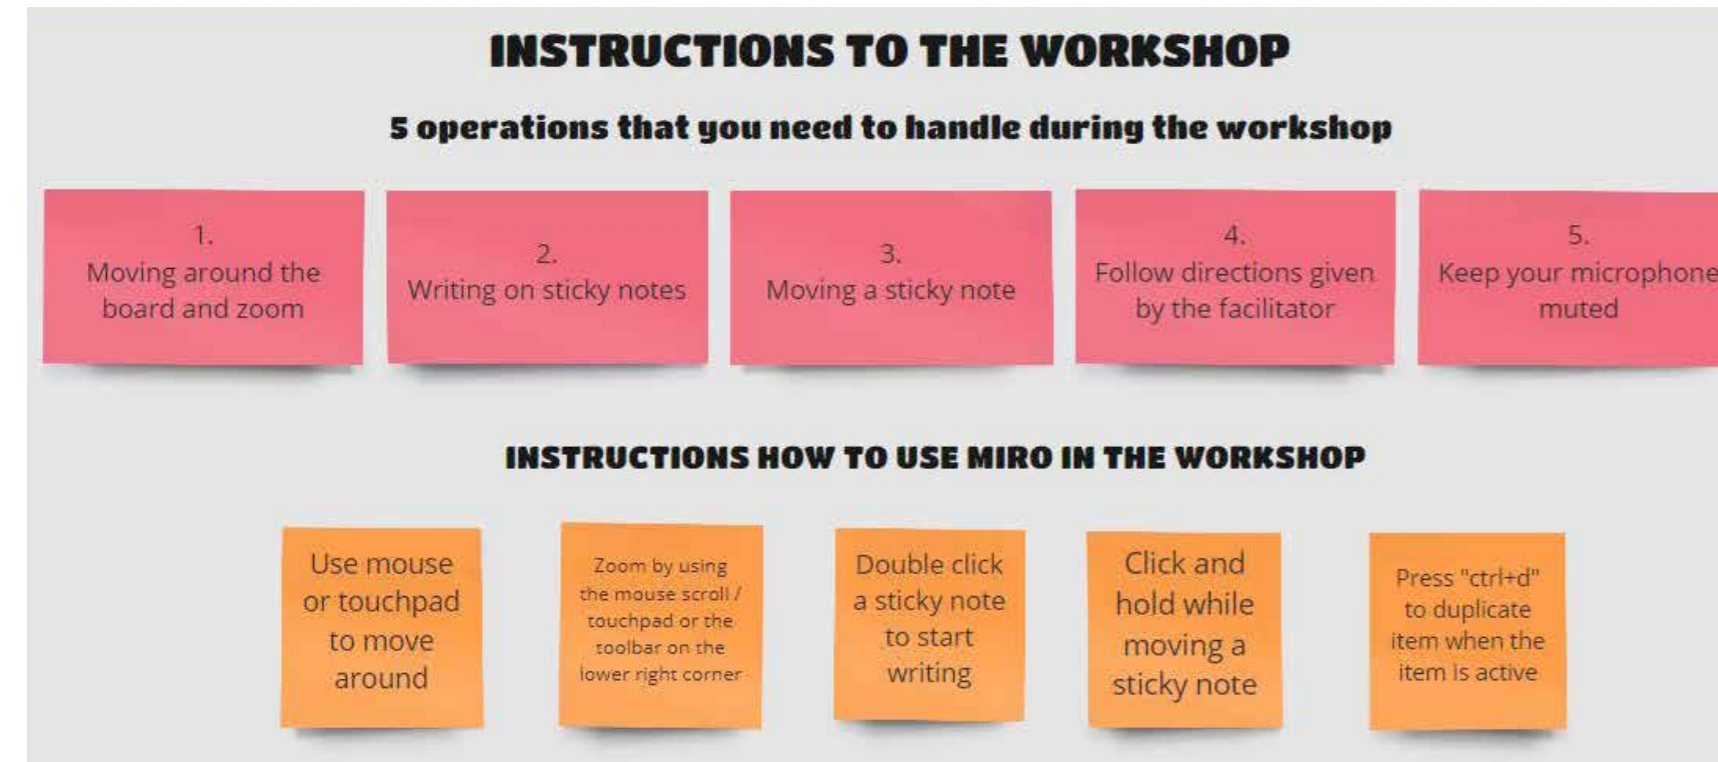 INSTRUCTIONS TO THE WORKSHOP
5 operations that you need to handle during the workshop
1.
Moving around the
board and zoom
2.
Writing on sticky notes
3.
Moving a sticky note
4.
Follow directions given
by the facilitator
5.
Keep your microphone
muted
INSTRUCTIONS HOW TO USE MIRO IN THE WORKSHOP
Use mouse
or touchpad
to move
around
Zoom by using
the mouse scroll /
touchpad or the
toolbar on the
lower right corner
Double click
a sticky note
to start
writing
Click and
hold while
moving a
sticky note
Press "ctrl+d"
to duplicate
item when the
item is active